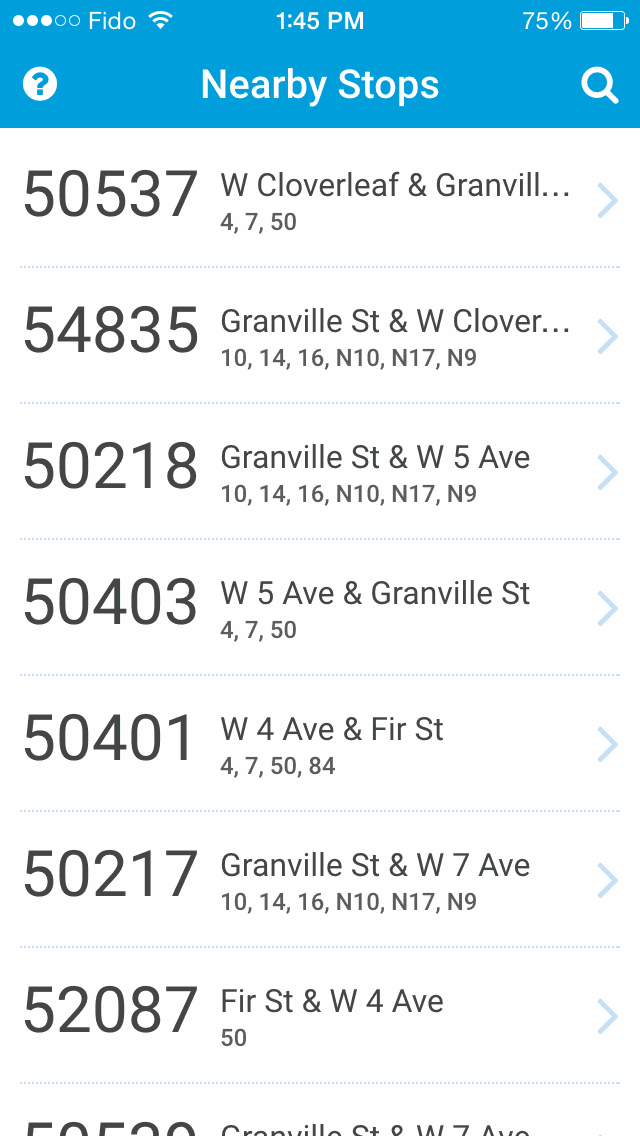 Fido 1:45 PM 75%
? Nearby Stops
50537 W Cloverleaf & Granvill...
4, 7, 50
54835 Granville St & W Clover...
10, 14, 16, N10, N17, N9
50218 Granville St & W 5 Ave
10, 14, 16, N10, N17, N9
50403 W 5 Ave & Granville St
4, 7, 50
50401 W 4 Ave & Fir St
4, 7, 50, 84
50217 Granville St & W 7 Ave
10, 14, 16, N10, N17, N9
52087 Fir St & W 4 Ave
50
Granville St & W 7 Ave